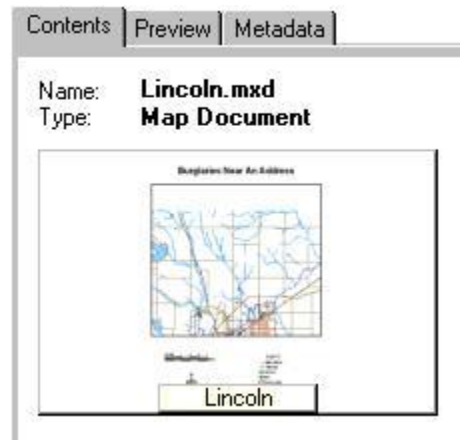 Contents Preview Metadata
Name: Lincoln.mxd
Type: Map Document
Burglaries Near An Address
Lincoln